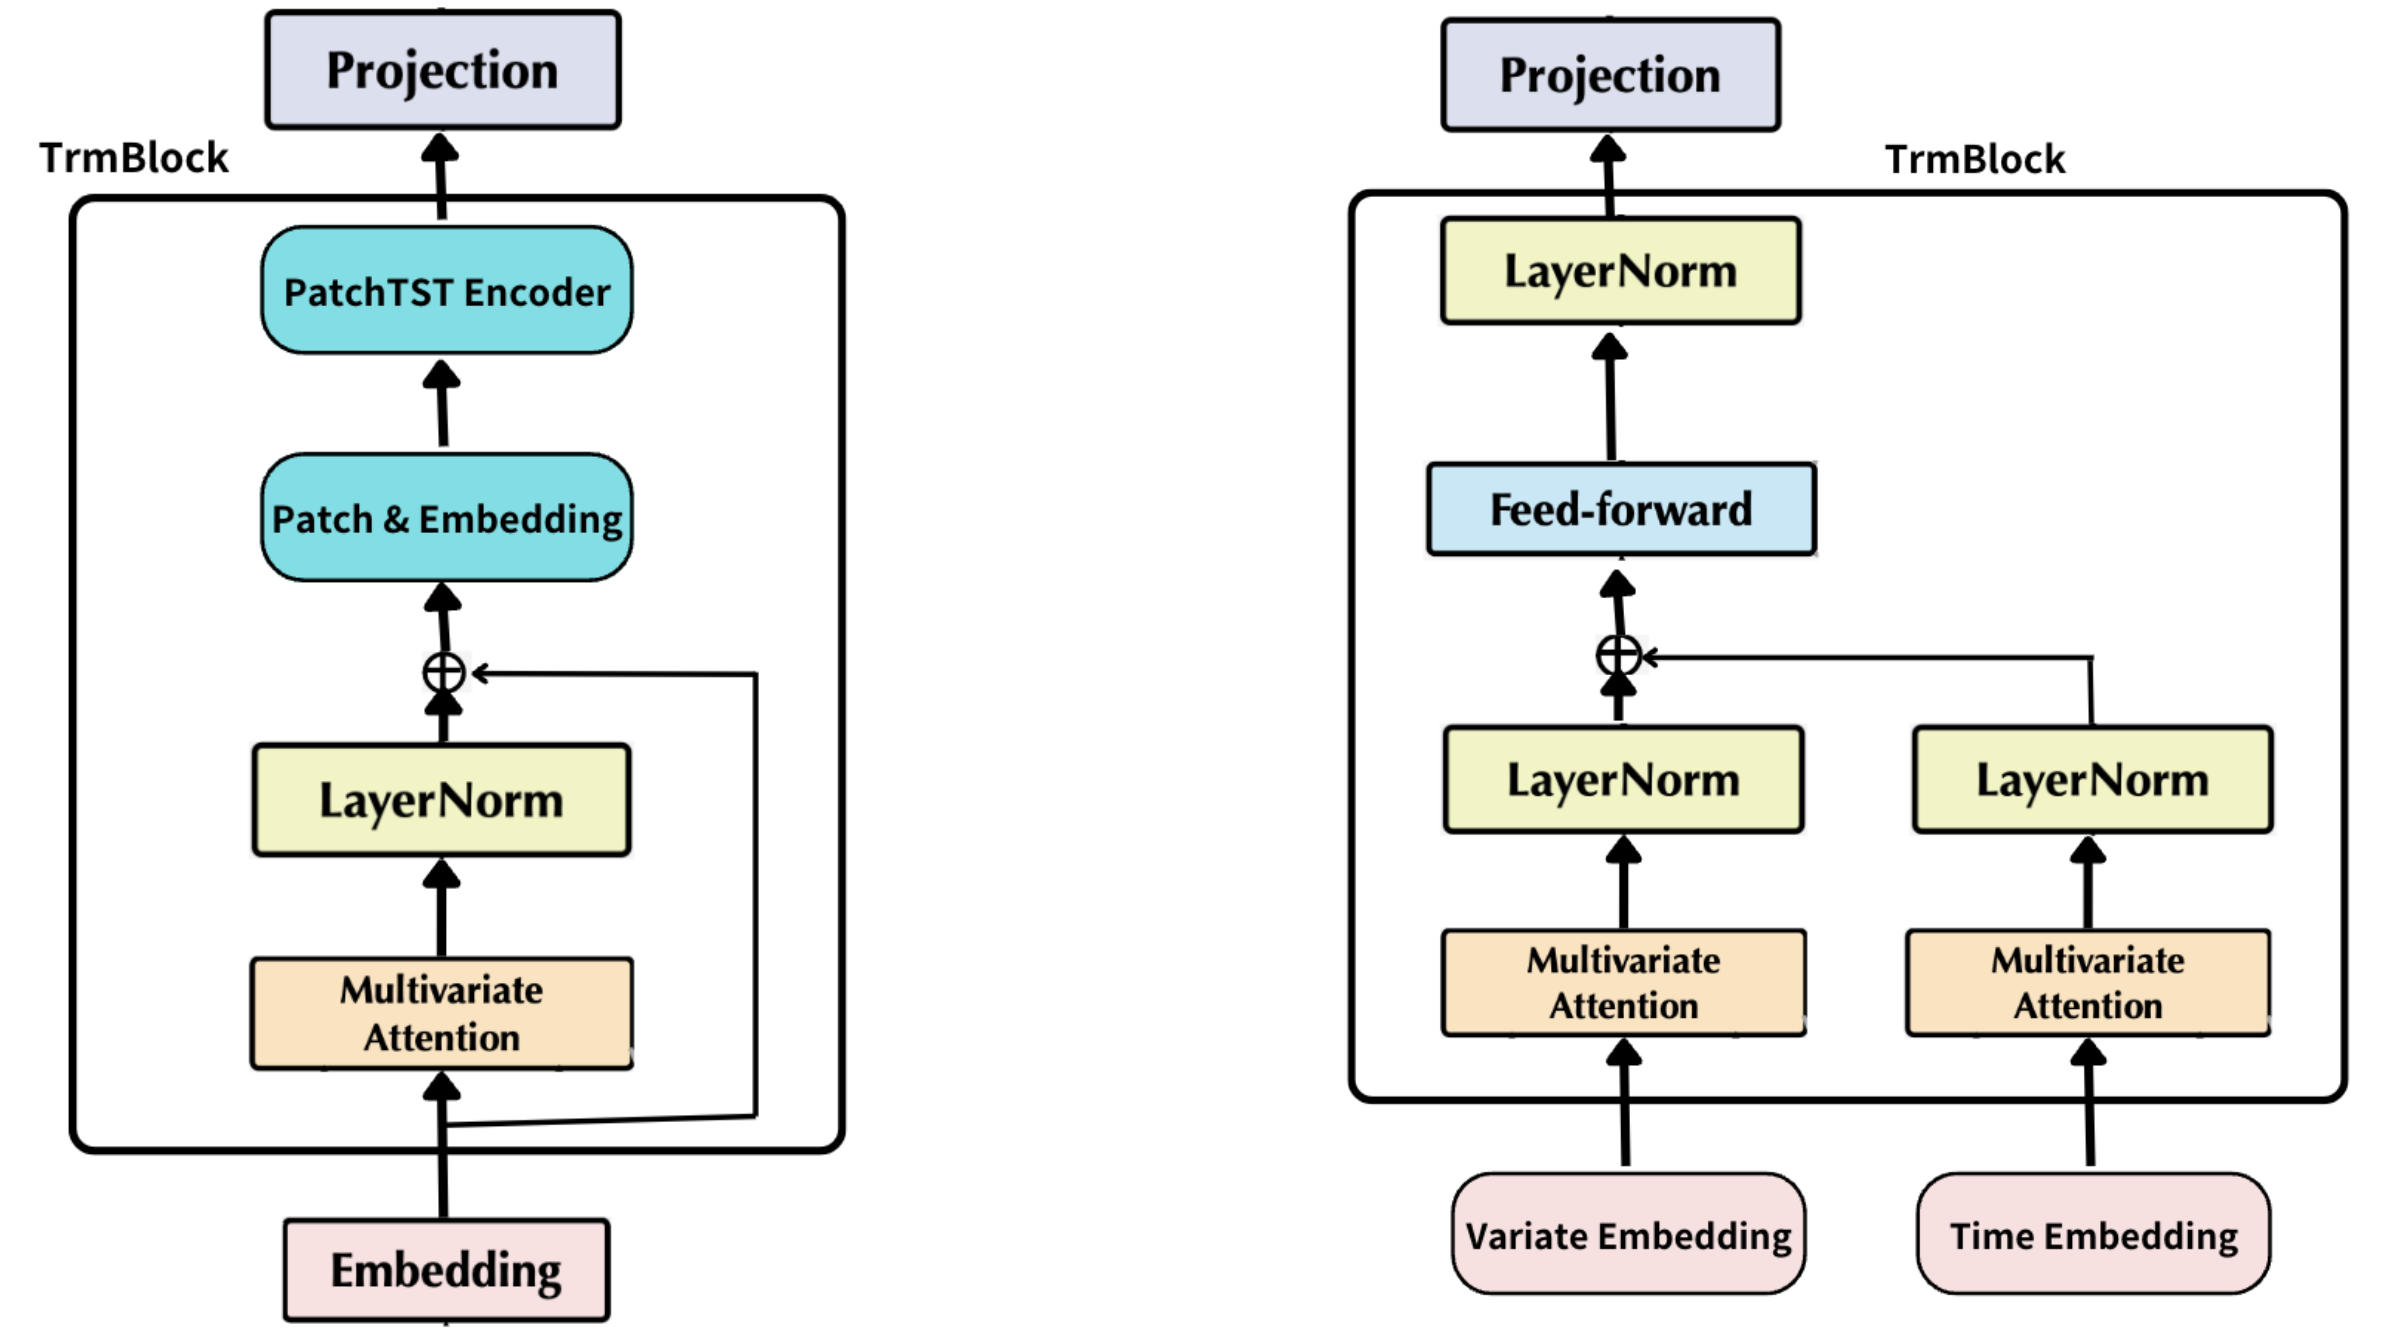 Projection
TrmBlock
PatchTST Encoder
Patch & Embedding
LayerNorm
Multivariate
Attention
Embedding
Projection
TrmBlock
LayerNorm
Feed-forward
LayerNorm
LayerNorm
Multivariate
Attention
Multivariate
Attention
Variate Embedding
Time Embedding